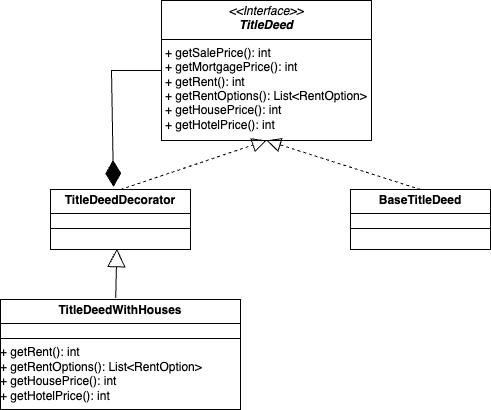 <<Interface>>
TitleDeed
+ getSalePrice(): int
+ getMortgagePrice(): int
+ getRent(): int
+ getRentOptions(): List<RentOption>
+ getHousePrice(): int
+ getHotelPrice(): int
TitleDeedDecorator
BaseTitleDeed
TitleDeedWithHouses
+ getRent(): int
+ getRentOptions(): List<RentOption>
+ getHousePrice(): int
+ getHotelPrice(): int